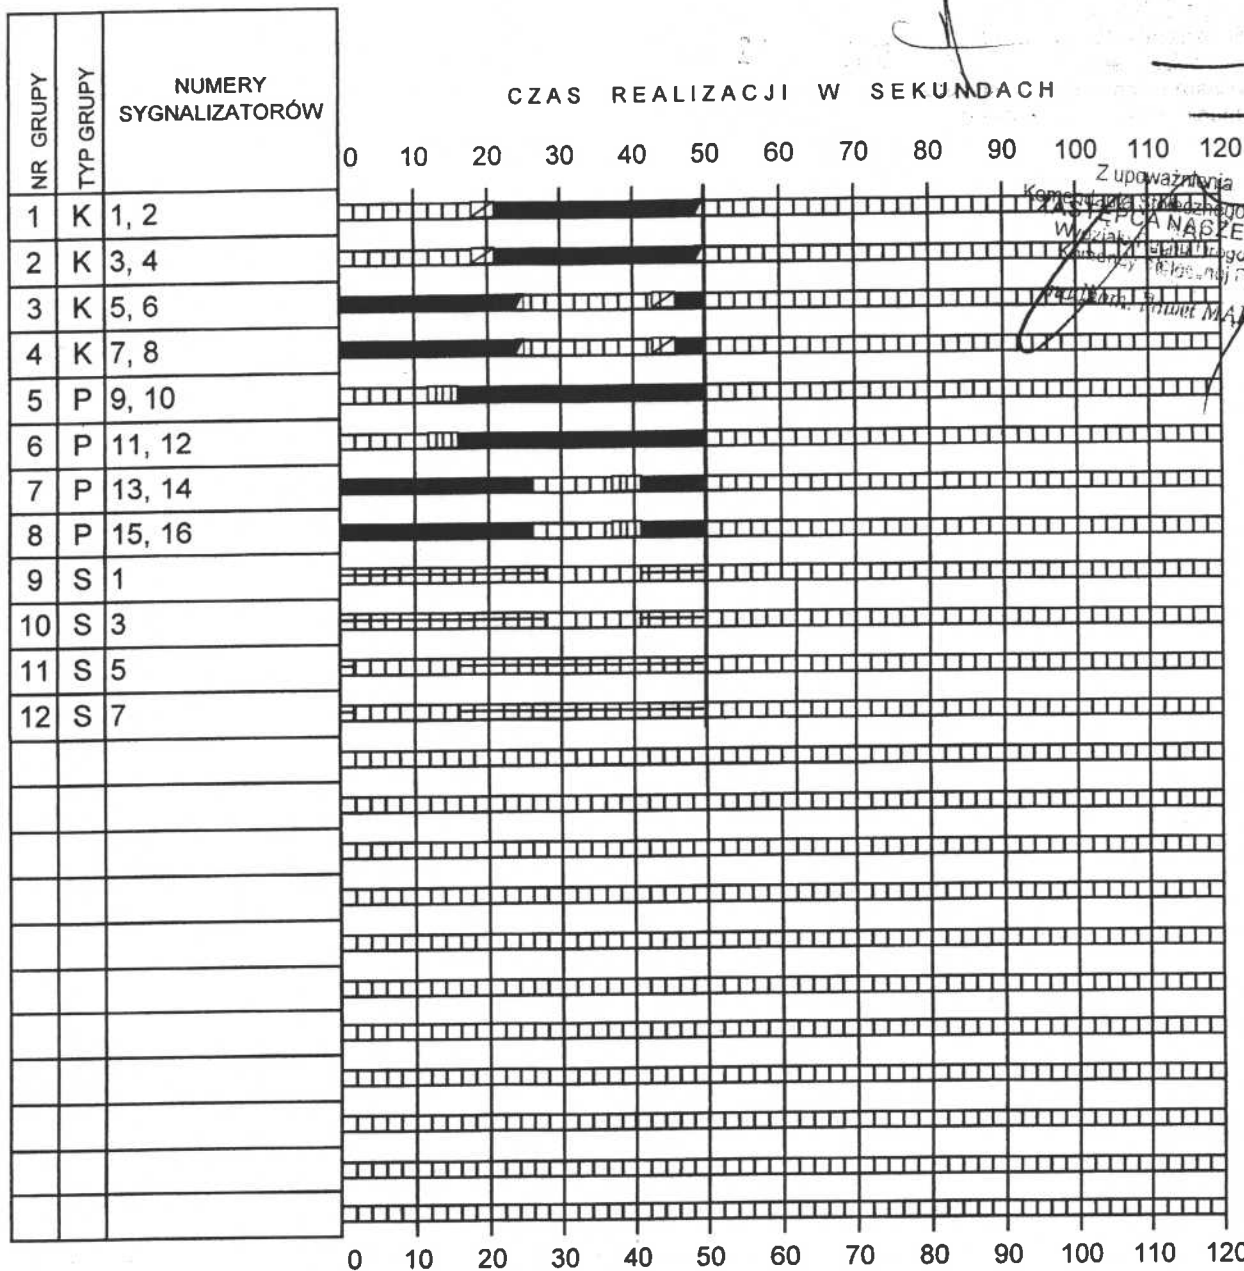 NR GRUPY
TYP GRUPY
NUMERY
SYGNALIZATORÓW
CZAS REALIZACJI W SEKUNDACH
0 10 20 30 40 50 60 70 80 90 100 110 120
Z upoważnienia
1 K 1, 2
2 K 3, 4
3 K 5, 6
4 K 7, 8
5 P 9, 10
6 P 11, 12
7 P 13, 14
8 P 15, 16
9 S 1
10 S 3
11 S 5
12 S 7
0 10 20 30 40 50 60 70 80 90 100 110 120